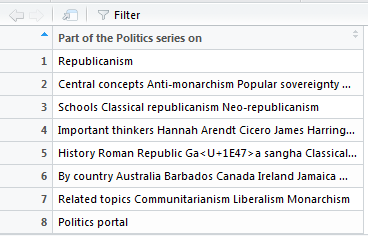 Filter
Part of the Politics series on
1 Republicanism
2 Central concepts Anti-monarchism Popular sovereignty ...
3 Schools Classical republicanism Neo-republicanism
4 Important thinkers Hannah Arendt Cicero James Harring...
5 History Roman Republic Ga<U+1E47>a sangha Classical...
6 By country Australia Barbados Canada Ireland Jamaica ...
7 Related topics Communitarianism Liberalism Monarchism
8 Politics portal